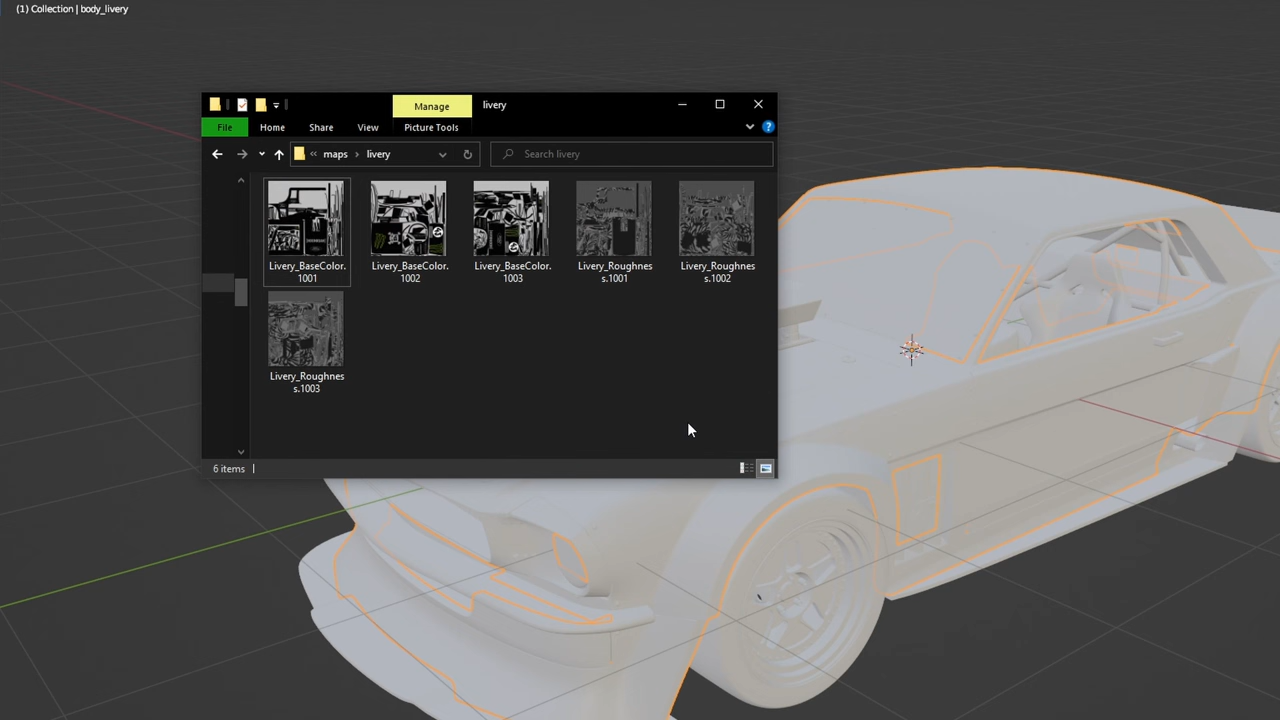 (1) Collection | body_livery
Manage
livery
File
Home
Share
View
Picture Tools
?
« maps > livery
Search livery
Livery_BaseColor.
1001
Livery_BaseColor.
1002
Livery_BaseColor.
1003
Livery_Roughnes
s.1001
Livery_Roughnes
s.1002
Livery_Roughnes
s.1003
6 items